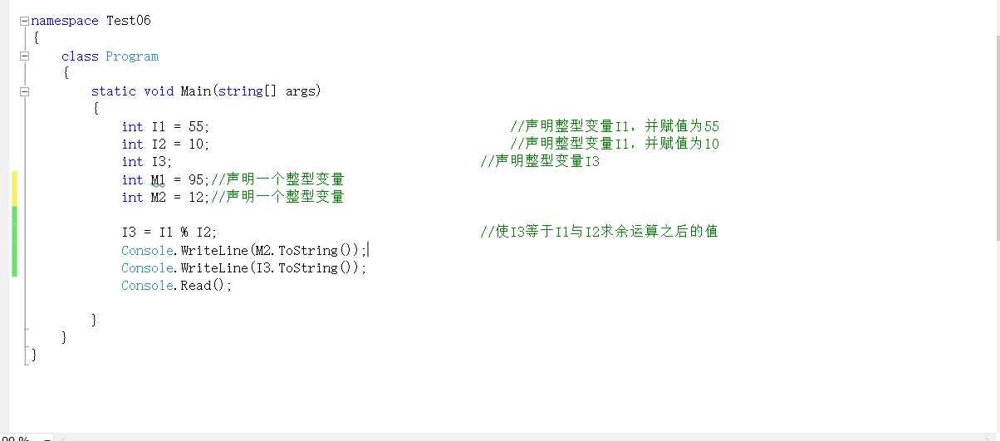 namespace Test06
{
class Program
{
static void Main(string[] args)
{
int I1 = 55; //声明整型变量I1，并赋值为55
int I2 = 10; //声明整型变量I1，并赋值为10
int I3; //声明整型变量I3
int M1 = 95;//声明一个整型变量
int M2 = 12;//声明一个整型变量
I3 = I1 % I2; //使I3等于I1与I2求余运算之后的值
Console.WriteLine(M2.ToString());
Console.WriteLine(I3.ToString());
Console.Read();
}
}
}